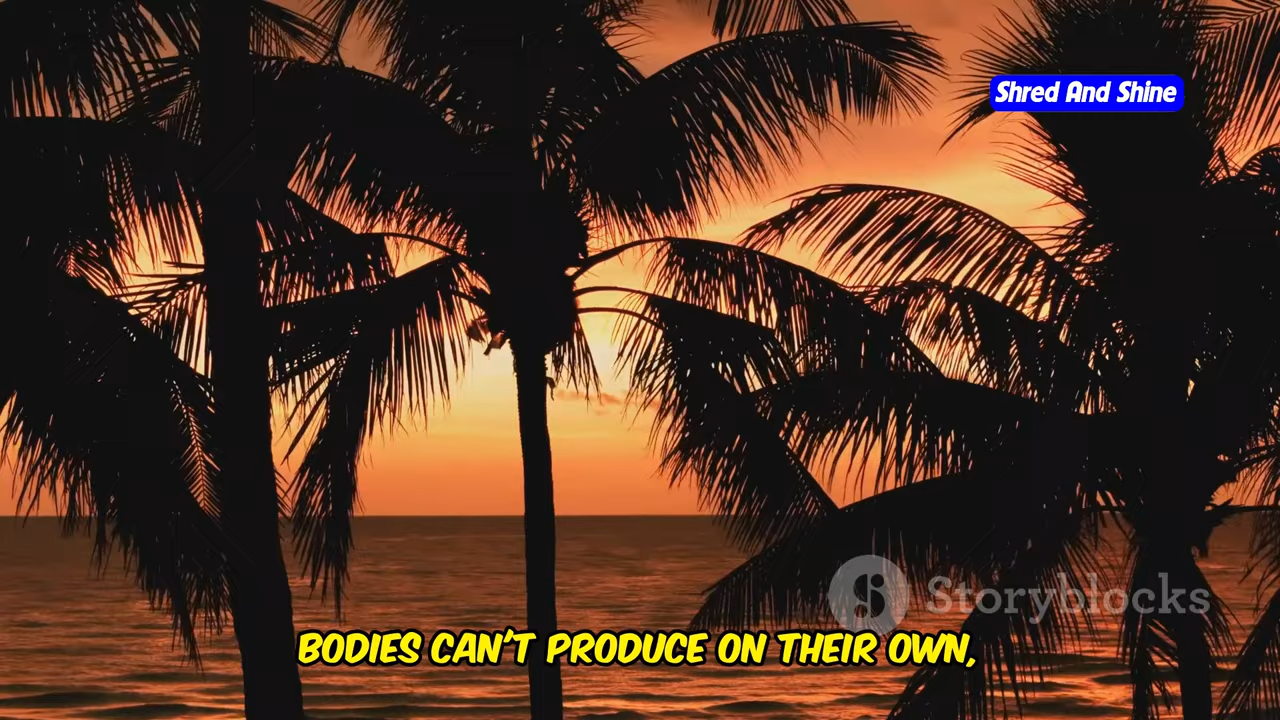 Shred And Shine
Storyblocks
BODIES CAN'T PRODUCE ON THEIR OWN,